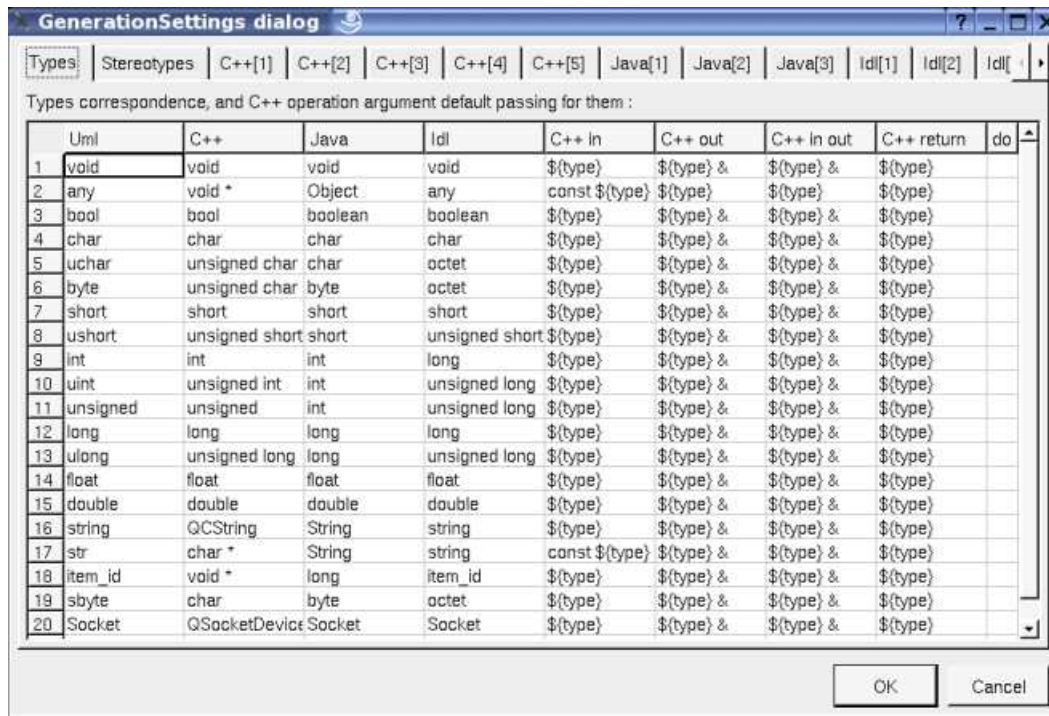 GenerationSettings dialog ?
Types Stereotypes C++[1] C++[2] C++[3] C++[4] C++[5] Java[1] Java[2] Java[3] Idl[1] Idl[2] Idl[
Types correspondence, and C++ operation argument default passing for them :
Uml C++ Java Idl C++ in C++ out C++ in out C++ return do
1 void void void void ${type} ${type} & ${type} & ${type}
2 any void * Object any const ${type} ${type} ${type} ${type}
3 bool bool boolean boolean ${type} ${type} & ${type} & ${type}
4 char char char char ${type} ${type} & ${type} & ${type}
5 uchar unsigned char char octet ${type} ${type} & ${type} & ${type}
6 byte unsigned char byte octet ${type} ${type} & ${type} & ${type}
7 short short short short ${type} ${type} & ${type} & ${type}
8 ushort unsigned short short unsigned short ${type} ${type} & ${type} & ${type}
9 int int int long ${type} ${type} & ${type} & ${type}
10 uint unsigned int int unsigned long ${type} ${type} & ${type} & ${type}
11 unsigned unsigned int unsigned long ${type} ${type} & ${type} & ${type}
12 long long long long ${type} ${type} & ${type} & ${type}
13 ulong unsigned long long unsigned long ${type} ${type} & ${type} & ${type}
14 float float float float ${type} ${type} & ${type} & ${type}
15 double double double double ${type} ${type} & ${type} & ${type}
16 string QCString String string ${type} ${type} & ${type} & ${type}
17 str char * String string const ${type} ${type} & ${type} & ${type}
18 item_id void * long item_id ${type} ${type} & ${type} & ${type}
19 sbyte char byte octet ${type} ${type} & ${type} & ${type}
20 Socket QSocketDevice Socket Socket ${type} ${type} & ${type} & ${type}
OK Cancel